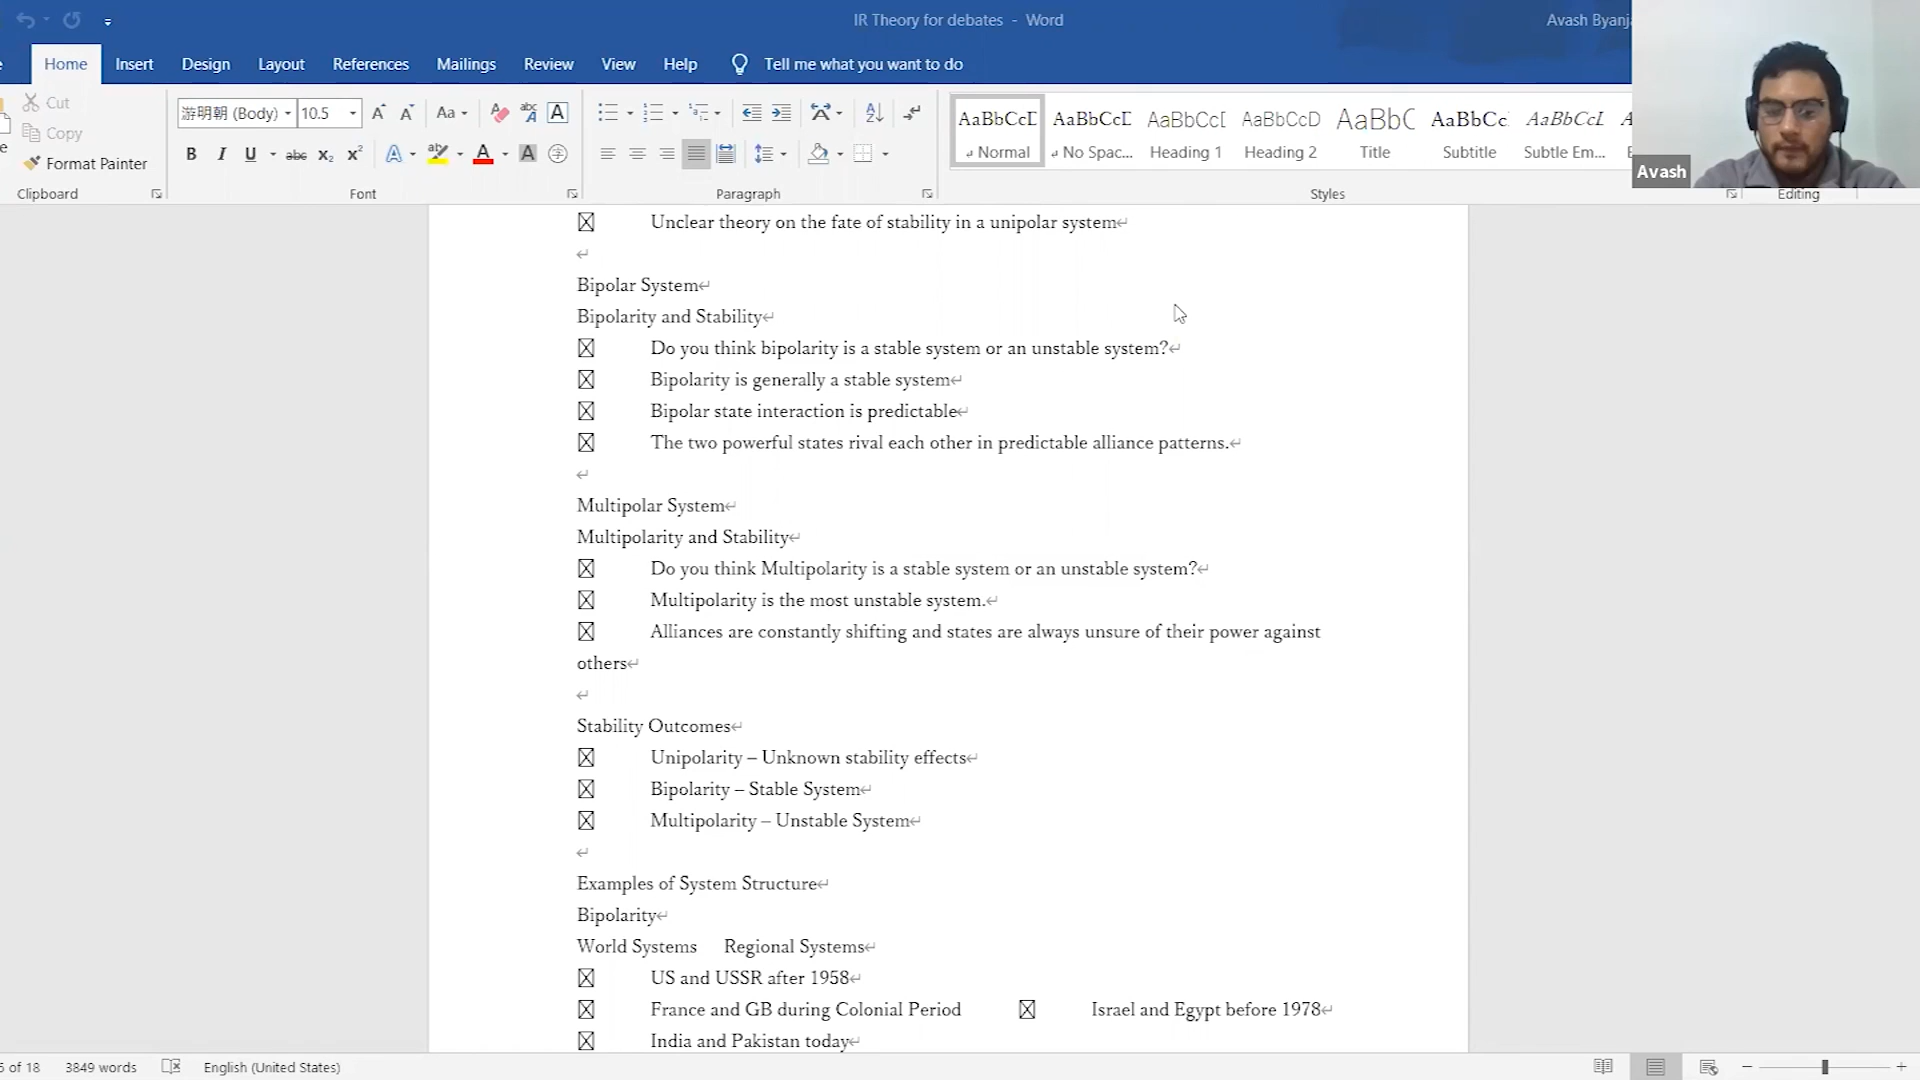 IR Theory for debates - Word
Avash Byanj
Home Insert Design Layout References Mailings Review View Help Tell me what you want to do
Cut
Copy
Format Painter
Clipboard
游明朝 (Body) 10.5
Font
Paragraph
AaBbCcD AaBbCcD AaBbCcD AaBbCcD AaBbC AaBbCc AaBbCcL
Normal No Spac... Heading 1 Heading 2 Title Subtitle Subtle Em...
Styles
Editing
Avash
Unclear theory on the fate of stability in a unipolar system
Bipolar System
Bipolarity and Stability
Do you think bipolarity is a stable system or an unstable system?
Bipolarity is generally a stable system
Bipolar state interaction is predictable
The two powerful states rival each other in predictable alliance patterns.
Multipolar System
Multipolarity and Stability
Do you think Multipolarity is a stable system or an unstable system?
Multipolarity is the most unstable system.
Alliances are constantly shifting and states are always unsure of their power against
others
Stability Outcomes
Unipolarity – Unknown stability effects
Bipolarity – Stable System
Multipolarity – Unstable System
Examples of System Structure
Bipolarity
World Systems Regional Systems
US and USSR after 1958
France and GB during Colonial Period Israel and Egypt before 1978
India and Pakistan today
of 18 3849 words English (United States)